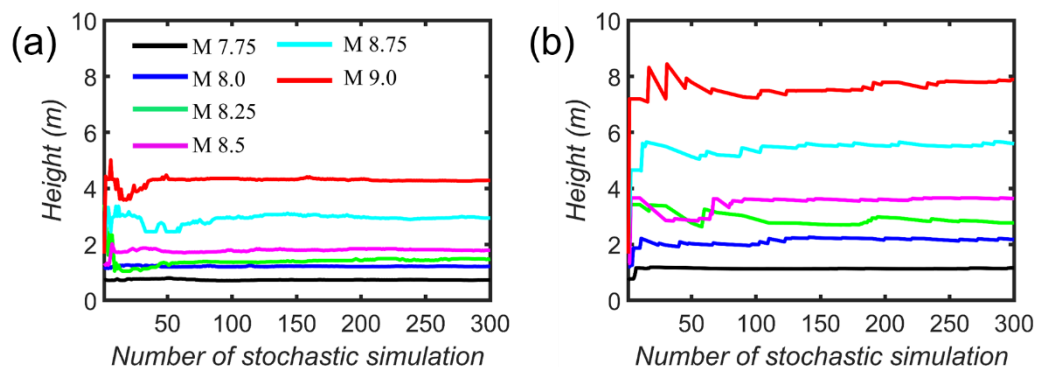 (a)
10
8
6
4
2
0
Height (m)
M 7.75
M 8.0
M 8.25
M 8.5
M 8.75
M 9.0
50 100 150 200 250 300
Number of stochastic simulation
(b)
10
8
6
4
2
0
Height (m)
50 100 150 200 250 300
Number of stochastic simulation